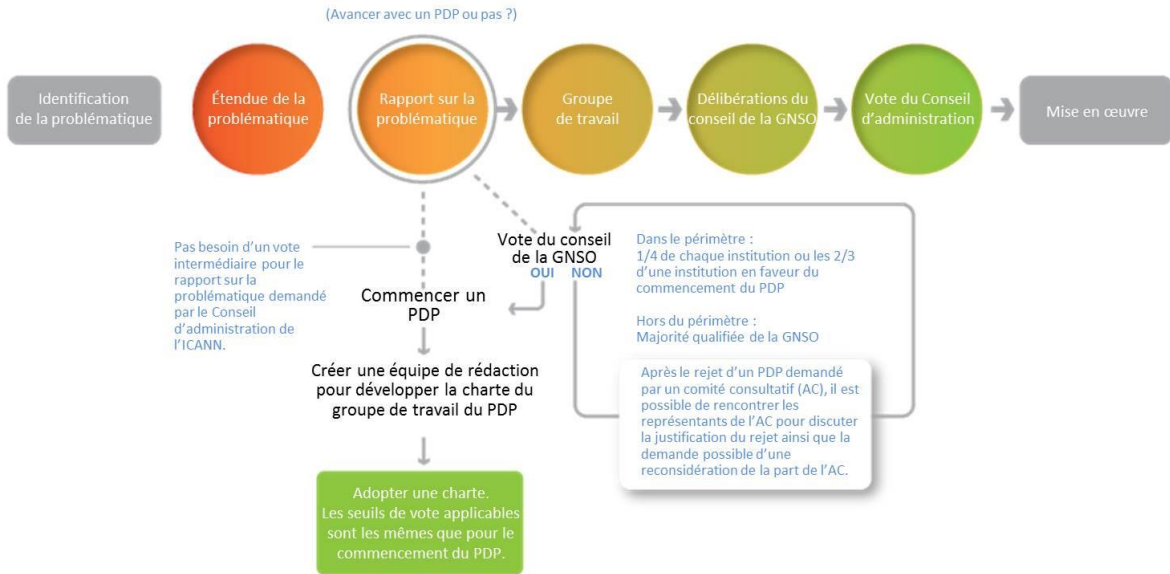 (Avancer avec un PDP ou pas ?)
Identification
de la problématique
Étendue de la
problématique
Rapport sur la
problématique
Groupe
de travail
Délibérations du
conseil de la GNSO
Vote du Conseil
d’administration
Mise en œuvre
Pas besoin d’un vote
intermédiaire pour le
rapport sur la
problématique demandé
par le Conseil
d’administration de
l’ICANN.
Vote du conseil
de la GNSO
OUI NON
Commencer un
PDP
Créer une équipe de rédaction
pour développer la charte du
groupe de travail du PDP
Adopter une charte.
Les seuils de vote applicables
sont les mêmes que pour le
commencement du PDP.
Dans le périmètre :
1/4 de chaque institution ou les 2/3
d’une institution en faveur du
commencement du PDP
Hors du périmètre :
Majorité qualifiée de la GNSO
Après le rejet d’un PDP demandé
par un comité consultatif (AC), il est
possible de rencontrer les
représentants de l’AC pour discuter
la justification du rejet ainsi que la
demande possible d’une
reconsidération de la part de l’AC.